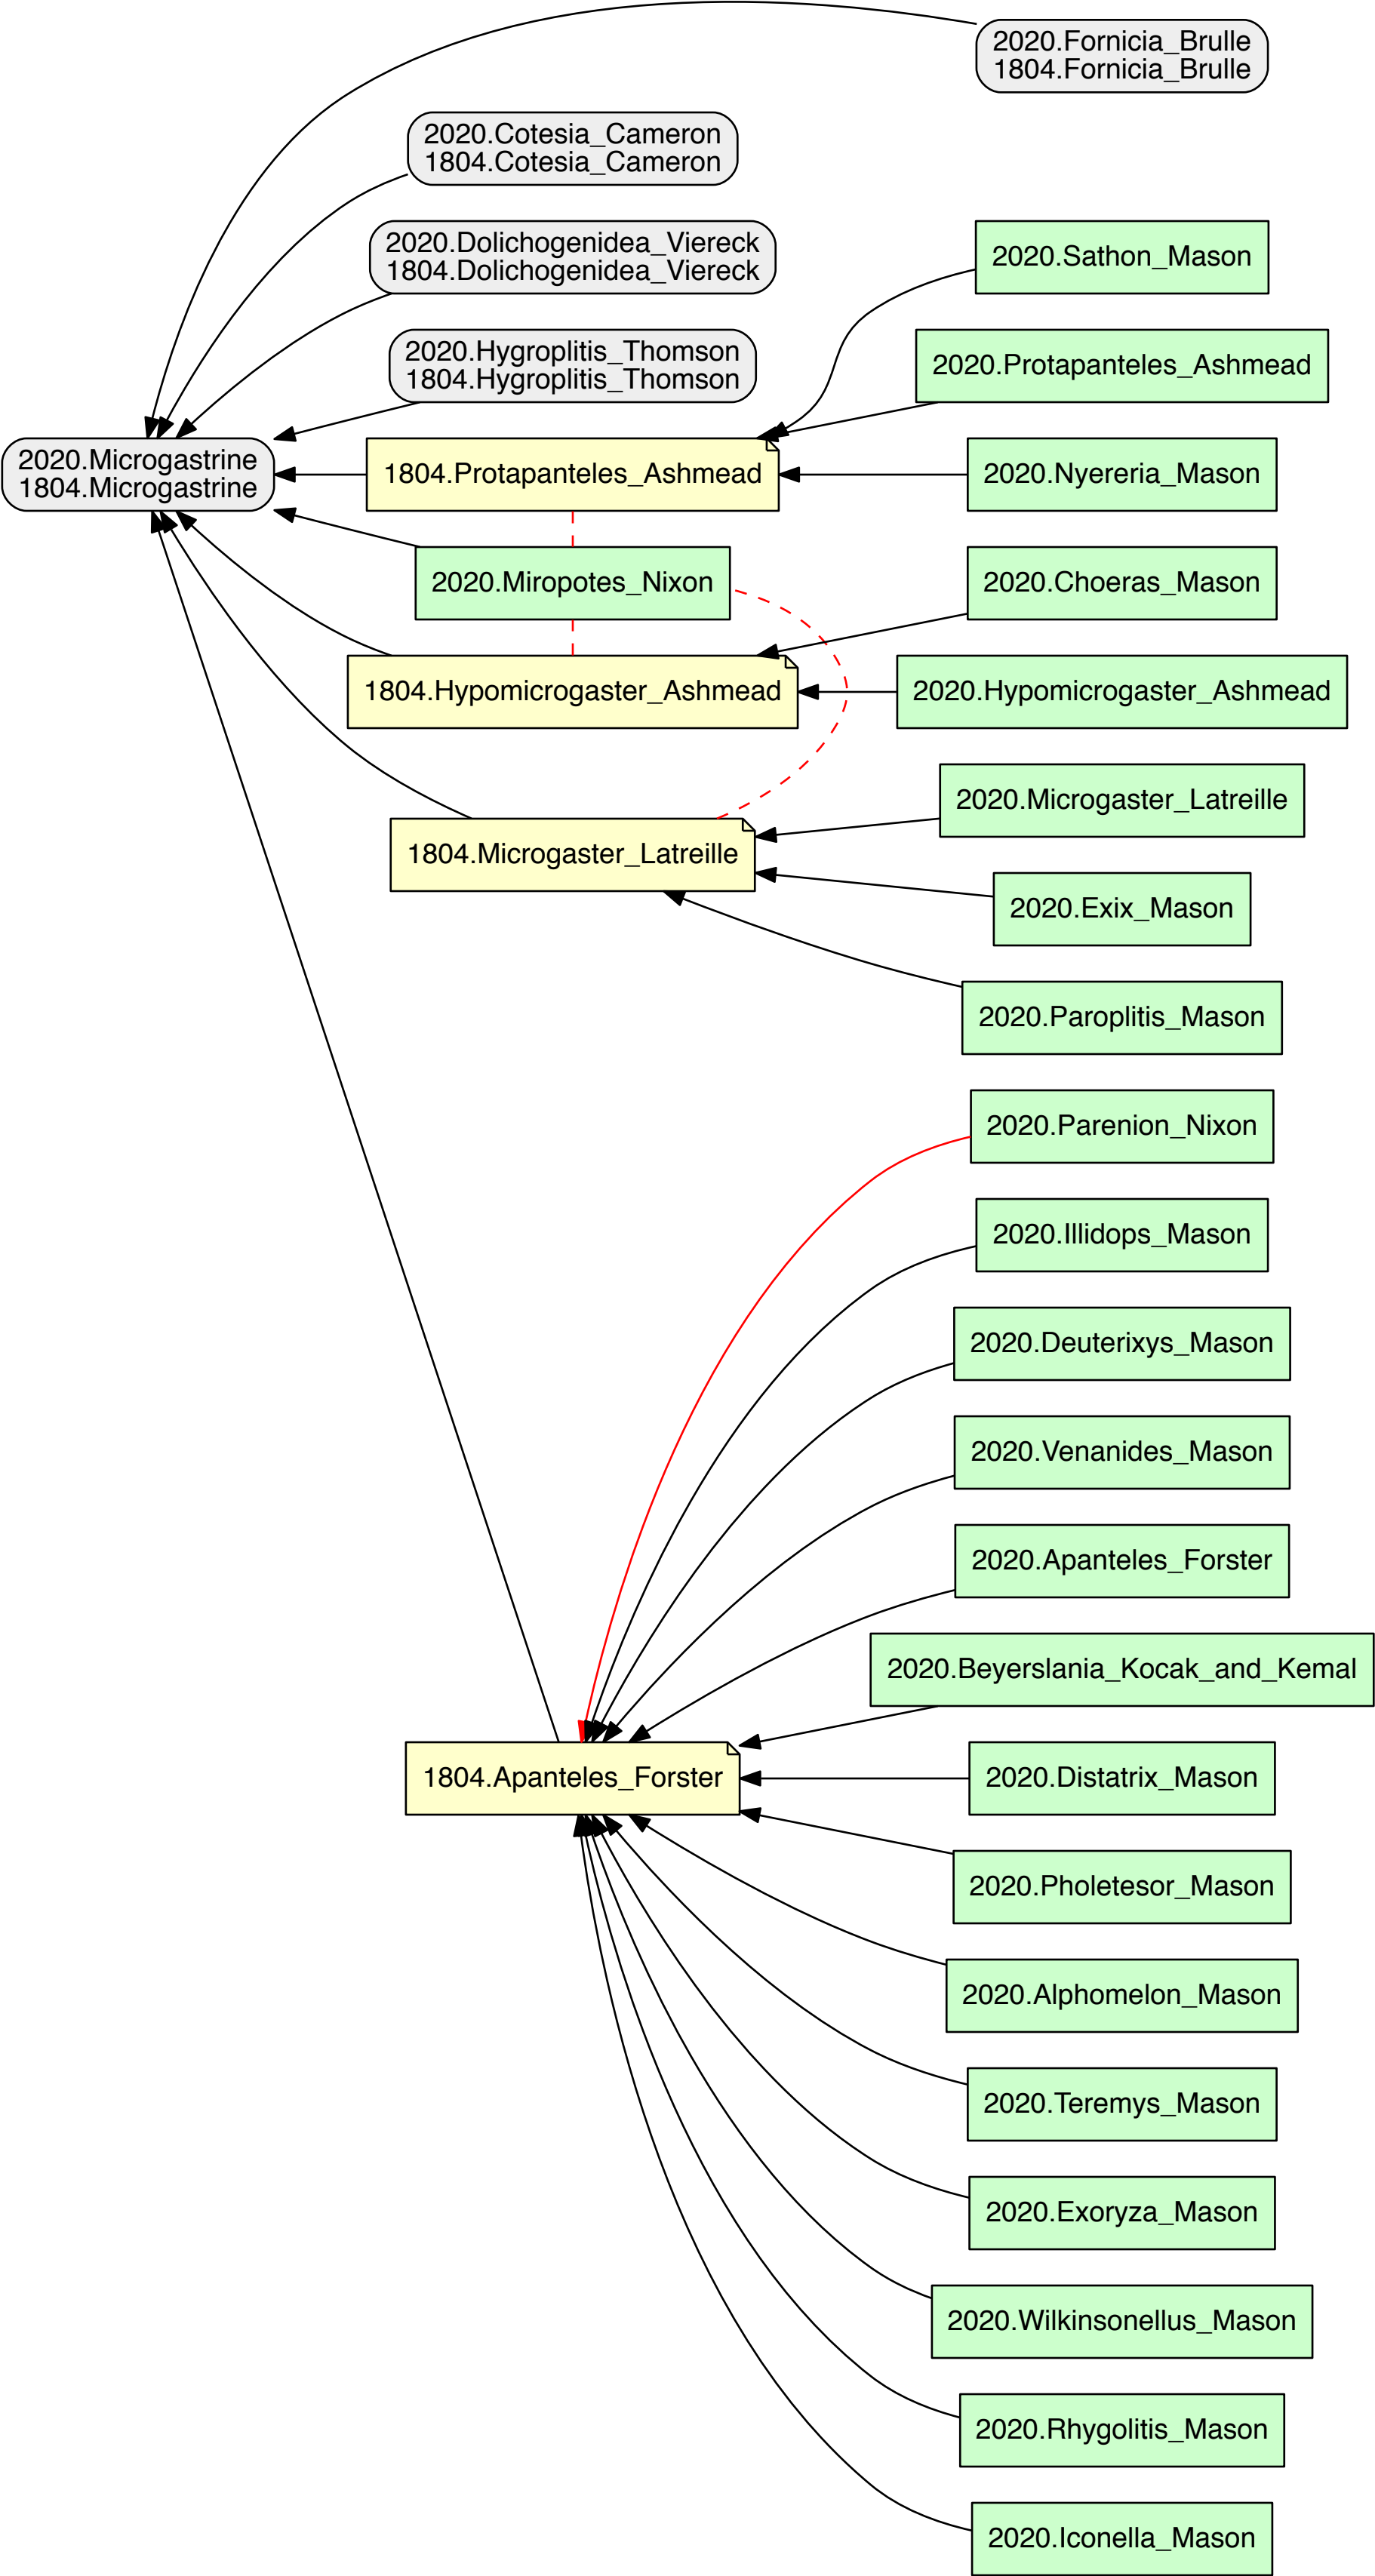 2020.Fornicia_Brulle
1804.Fornicia_Brulle
2020.Cotesia_Cameron
1804.Cotesia_Cameron
2020.Dolichogenidea_Viereck
1804.Dolichogenidea_Viereck
2020.Sathon_Mason
2020.Hygroplitis_Thomson
1804.Hygroplitis_Thomson
2020.Protapanteles_Ashmead
2020.Microgastrine
1804.Microgastrine
1804.Protapanteles_Ashmead
2020.Nyereria_Mason
2020.Miropotes_Nixon
2020.Choeras_Mason
1804.Hypomicrogaster_Ashmead
2020.Hypomicrogaster_Ashmead
2020.Microgaster_Latreille
1804.Microgaster_Latreille
2020.Exix_Mason
2020.Paroplitis_Mason
2020.Parenion_Nixon
2020.Illidops_Mason
2020.Deuterixys_Mason
2020.Venanides_Mason
2020.Apanteles_Forster
2020.Beyerslania_Kocak_and_Kemal
1804.Apanteles_Forster
2020.Distatrix_Mason
2020.Pholetesor_Mason
2020.Alphomelon_Mason
2020.Teremys_Mason
2020.Exoryza_Mason
2020.Wilkinsonellus_Mason
2020.Rhygolitis_Mason
2020.Iconella_Mason